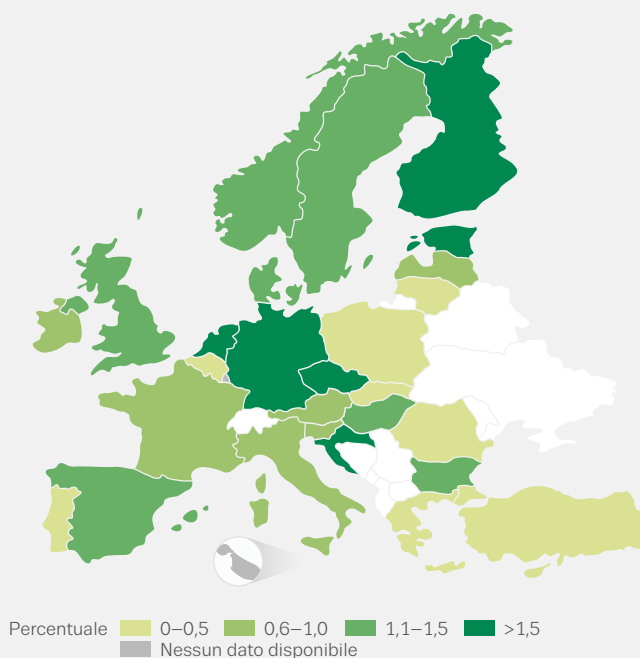 Percentuale 0–0,5 0,6–1,0 1,1–1,5 >1,5
Nessun dato disponibile